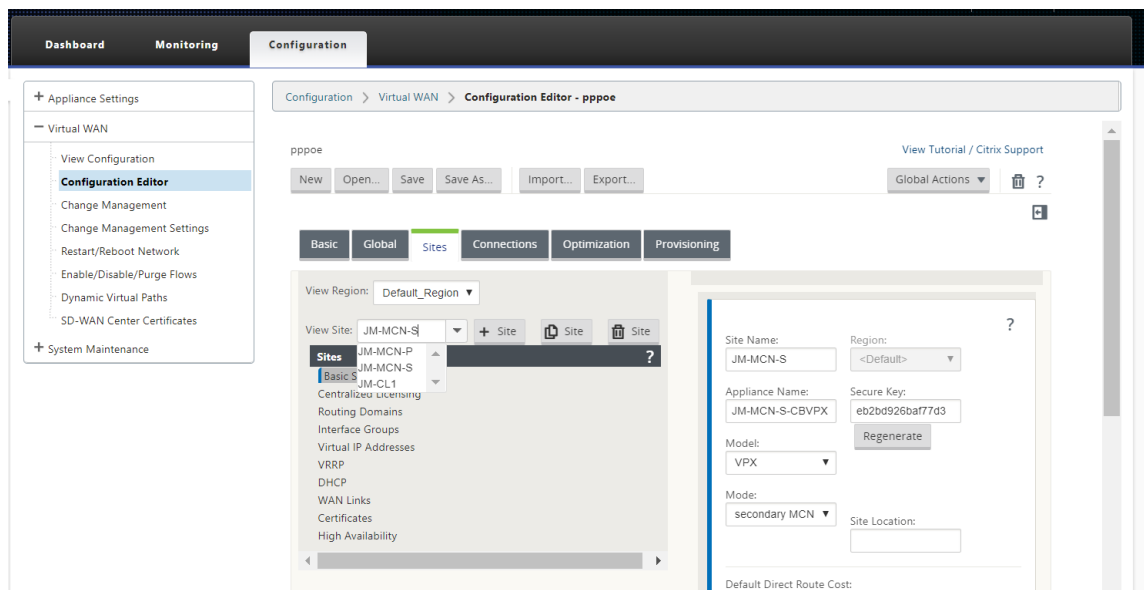 Dashboard Monitoring Configuration
+ Appliance Settings
− Virtual WAN
View Configuration
Configuration Editor
Change Management
Change Management Settings
Restart/Reboot Network
Enable/Disable/Purge Flows
Dynamic Virtual Paths
SD-WAN Center Certificates
+ System Maintenance
Configuration > Virtual WAN > Configuration Editor - pppoe
pppoe
View Tutorial / Citrix Support
New Open... Save Save As... Import... Export... Global Actions ▼ ?
Basic Global Sites Connections Optimization Provisioning
View Region: Default_Region ▼
View Site: JM-MCN-S + Site Site Site
JM-MCN-P
JM-MCN-S
JM-CL1
Sites ?
Basic S
Centralized Licensing
Routing Domains
Interface Groups
Virtual IP Addresses
VRRP
DHCP
WAN Links
Certificates
High Availability
?
Site Name: Region:
JM-MCN-S <Default> ▼
Appliance Name: Secure Key:
JM-MCN-S-CBVPX eb2bd926baf77d3
Regenerate
Model:
VPX ▼
Mode:
secondary MCN ▼
Site Location:
Default Direct Route Cost: